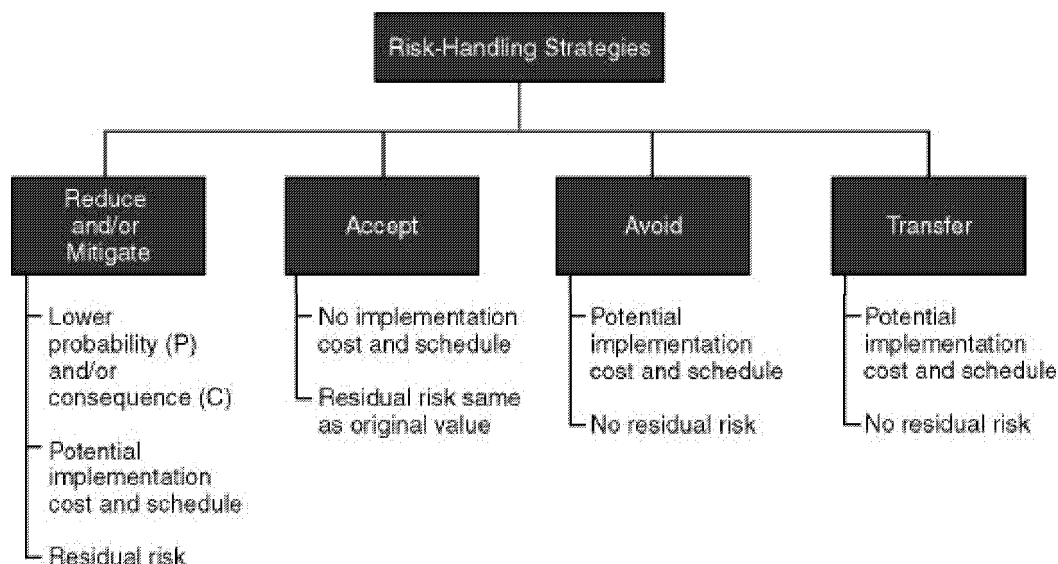 Risk-Handling Strategies
Reduce
and/or
Mitigate
Accept
Avoid
Transfer
Lower
probability (P)
and/or
consequence (C)
Potential
implementation
cost and schedule
Residual risk
No implementation
cost and schedule
Residual risk same
as original value
Potential
implementation
cost and schedule
No residual risk
Potential
implementation
cost and schedule
No residual risk